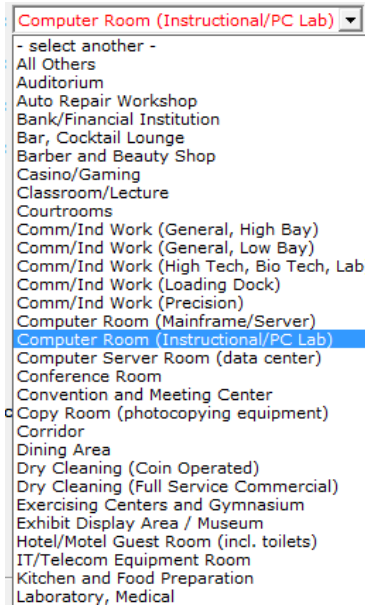 Computer Room (Instructional/PC Lab)
- select another -
All Others
Auditorium
Auto Repair Workshop
Bank/Financial Institution
Bar, Cocktail Lounge
Barber and Beauty Shop
Casino/Gaming
Classroom/Lecture
Courtrooms
Comm/Ind Work (General, High Bay)
Comm/Ind Work (General, Low Bay)
Comm/Ind Work (High Tech, Bio Tech, Lab
Comm/Ind Work (Loading Dock)
Comm/Ind Work (Precision)
Computer Room (Mainframe/Server)
Computer Room (Instructional/PC Lab)
Computer Server Room (data center)
Conference Room
Convention and Meeting Center
Copy Room (photocopying equipment)
Corridor
Dining Area
Dry Cleaning (Coin Operated)
Dry Cleaning (Full Service Commercial)
Exercising Centers and Gymnasium
Exhibit Display Area / Museum
Hotel/Motel Guest Room (incl. toilets)
IT/Telecom Equipment Room
Kitchen and Food Preparation
Laboratory, Medical